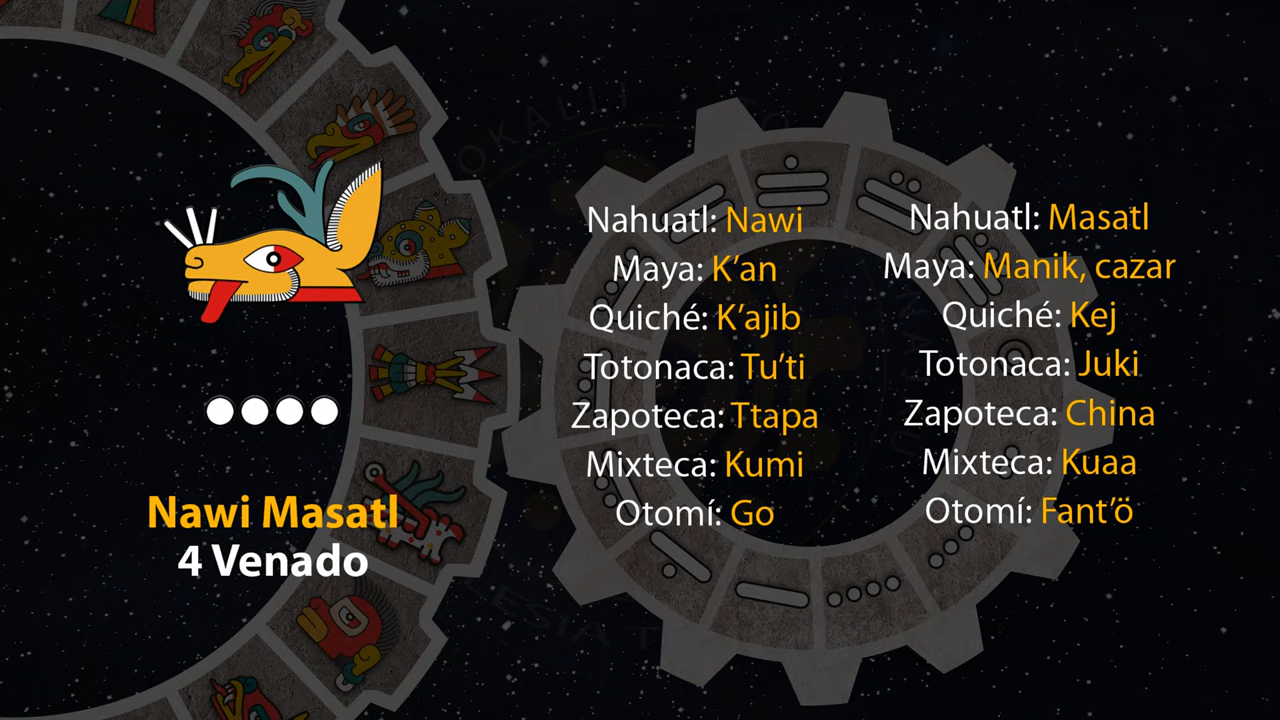 Nawi Masatl
4 Venado
Nahuatl: Nawi
Maya: K’an
Quiché: K’ajib
Totonaca: Tu’ti
Zapoteca: Ttapa
Mixteca: Kumi
Otomí: Go
Nahuatl: Masatl
Maya: Manik, cazar
Quiché: Kej
Totonaca: Juki
Zapoteca: China
Mixteca: Kuaa
Otomí: Fant’ö